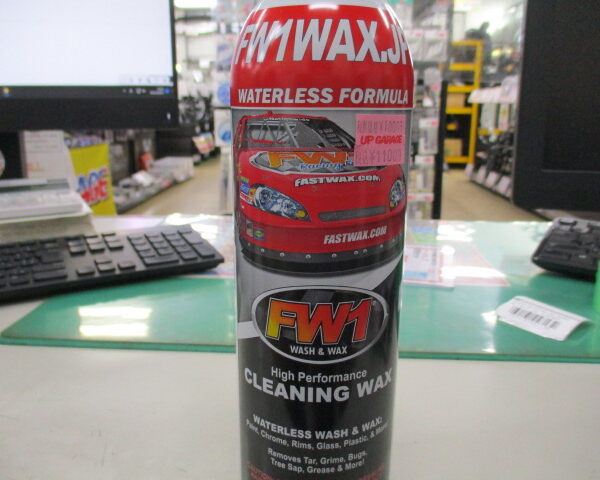 FW1WAX.JP
WATERLESS FORMULA
UP GARAGE
FW1
FASTWAX.COM
FASTWAX.COM
FW1
WASH & WAX
High Performance
CLEANING WAX
WATERLESS WASH & WAX:
Paint, Chrome, Rims, Glass, Plastic, & More!
Removes Tar, Grime, Bugs,
Tree Sap, Grease & More!